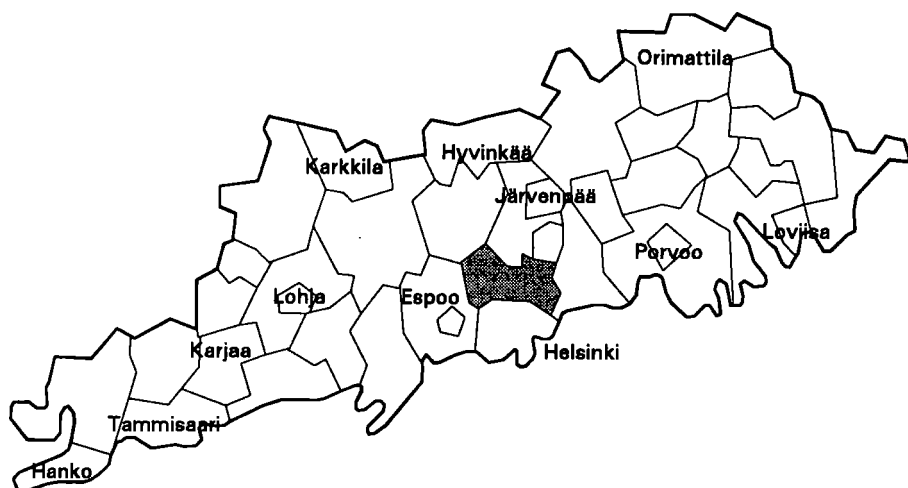 Orimattila
Karkkila
Hyvinkää
Järvenpää
Loviisa
Porvoo
Lohja
Espoo
Karjaa
Helsinki
Tammisaari
Hanko